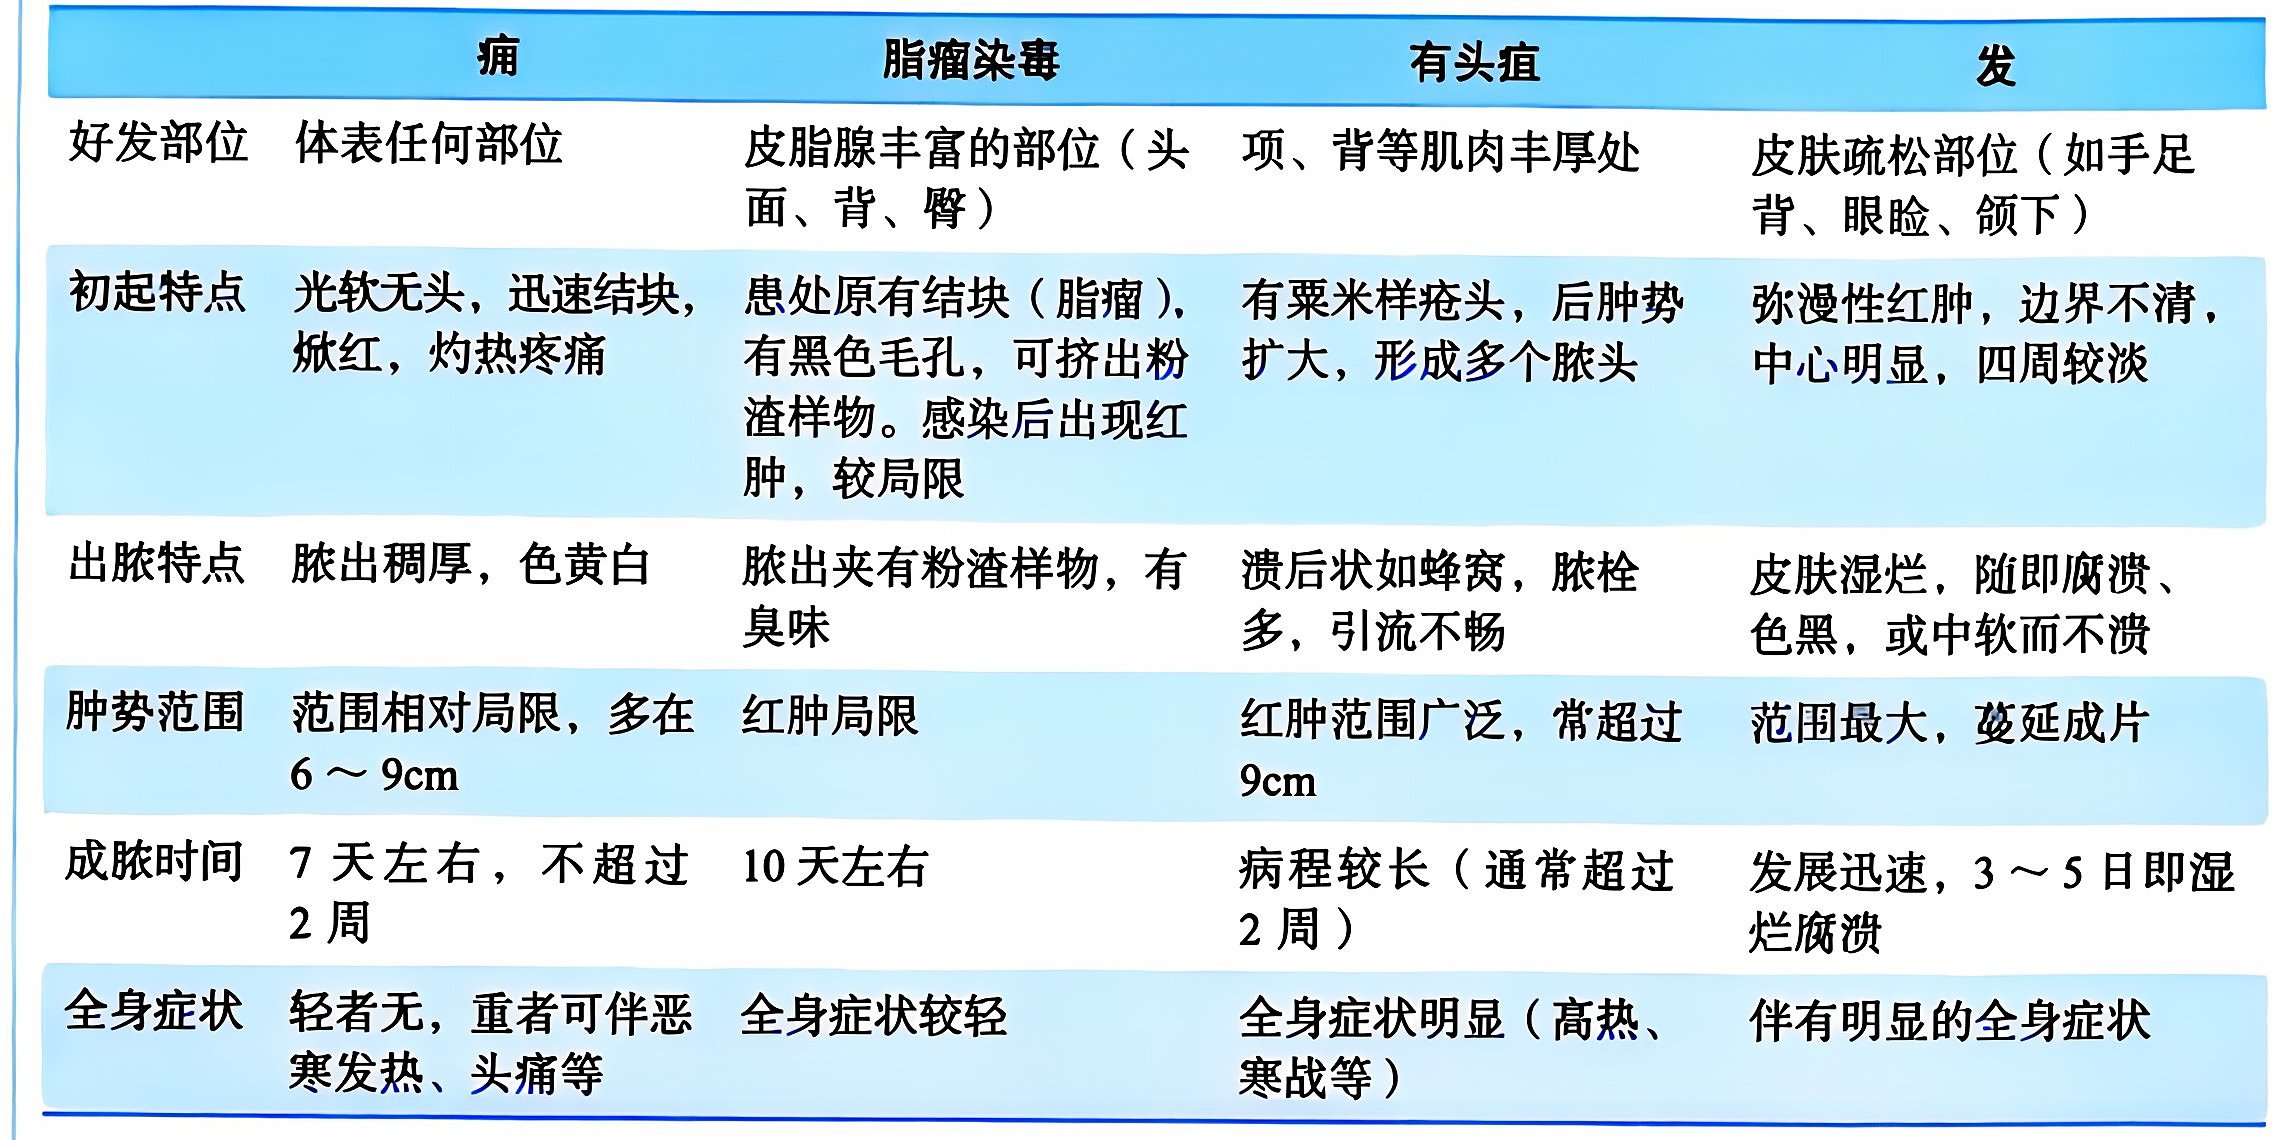 痈 脂瘤染毒 有头疽 发
好发部位 体表任何部位 皮脂腺丰富的部位（头 项、背等肌肉丰厚处 皮肤疏松部位（如手足
面、背、臀） 背、眼睑、颌下）
初起特点 光软无头，迅速结块， 患处原有结块（脂瘤）， 有粟米样疮头，后肿势 弥漫性红肿，边界不清，
焮红，灼热疼痛 有黑色毛孔，可挤出粉 扩大，形成多个脓头 中心明显，四周较淡
渣样物。感染后出现红
肿，较局限
出脓特点 脓出稠厚，色黄白 脓出夹有粉渣样物，有 溃后状如蜂窝，脓栓 皮肤湿烂，随即腐溃、
臭味 多，引流不畅 色黑，或中软而不溃
肿势范围 范围相对局限，多在 红肿局限 红肿范围广泛，常超过 范围最大，蔓延成片
6～9cm 9cm
成脓时间 7 天左右，不超过 10 天左右 病程较长（通常超过 发展迅速，3～5 日即湿
2 周 2 周） 烂腐溃
全身症状 轻者无，重者可伴恶 全身症状较轻 全身症状明显（高热、 伴有明显的全身症状
寒发热、头痛等 寒战等）